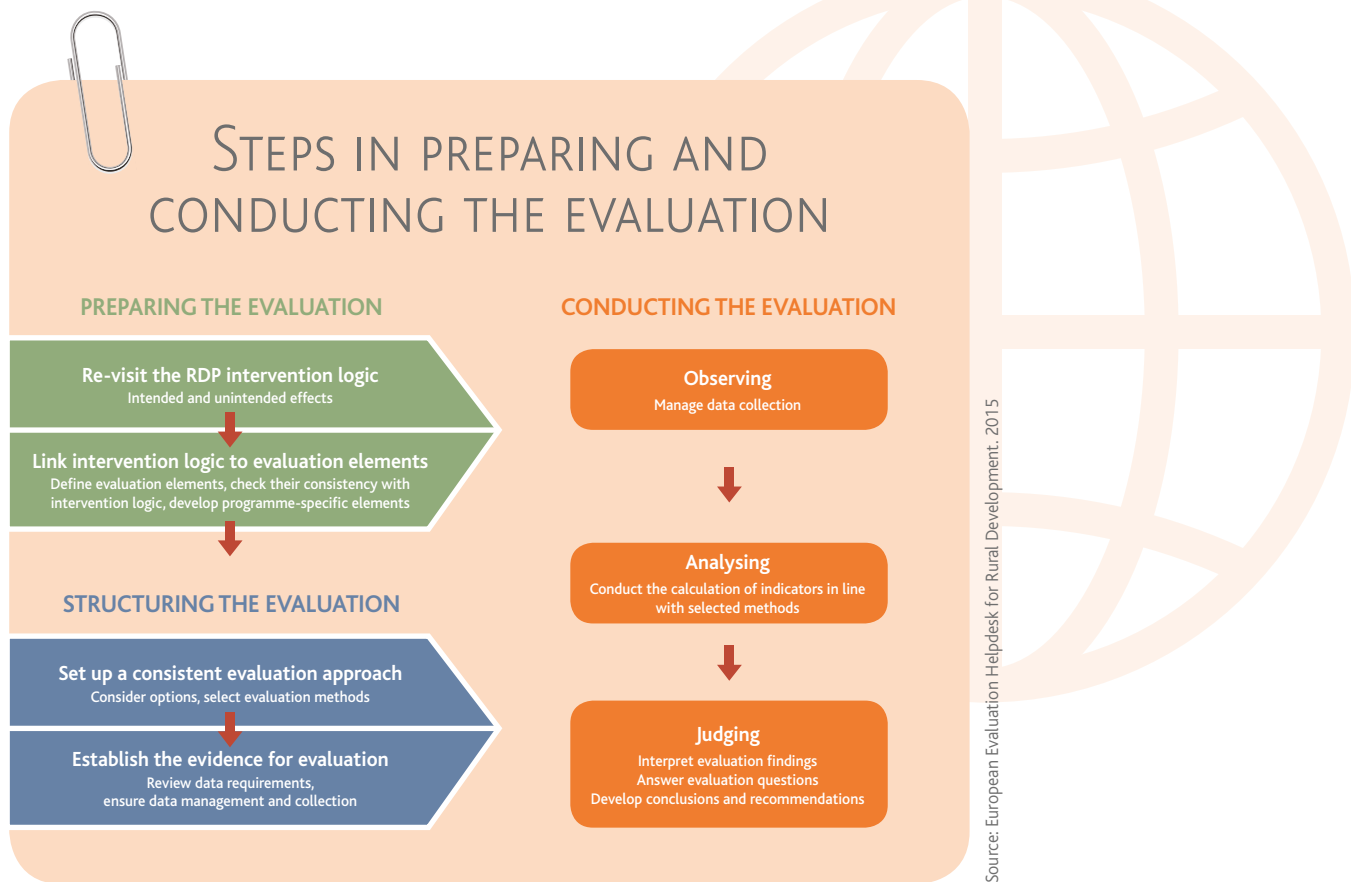 Steps in preparing and
conducting the evaluation
PREPARING THE EVALUATION
Re-visit the RDP intervention logic
Intended and unintended effects
Link intervention logic to evaluation elements
Define evaluation elements, check their consistency with
intervention logic, develop programme-specific elements
STRUCTURING THE EVALUATION
Set up a consistent evaluation approach
Consider options, select evaluation methods
Establish the evidence for evaluation
Review data requirements,
ensure data management and collection
CONDUCTING THE EVALUATION
Observing
Manage data collection
Analysing
Conduct the calculation of indicators in line
with selected methods
Judging
Interpret evaluation findings
Answer evaluation questions
Develop conclusions and recommendations
Source: European Evaluation Helpdesk for Rural Development. 2015